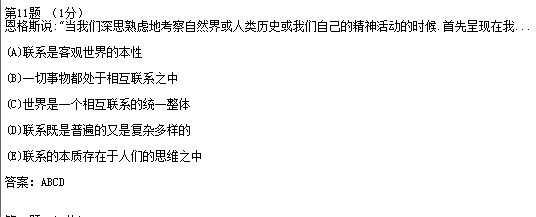 第11题 （1分）
恩格斯说:"当我们深思熟虑地考察自然界或人类历史或我们自己的精神活动的时候.首先呈现在我...
(A)联系是客观世界的本性
(B)一切事物都处于相互联系之中
(C)世界是一个相互联系的统一整体
(D)联系既是普遍的又是复杂多样的
(E)联系的本质存在于人们的思维之中
答案: ABCD